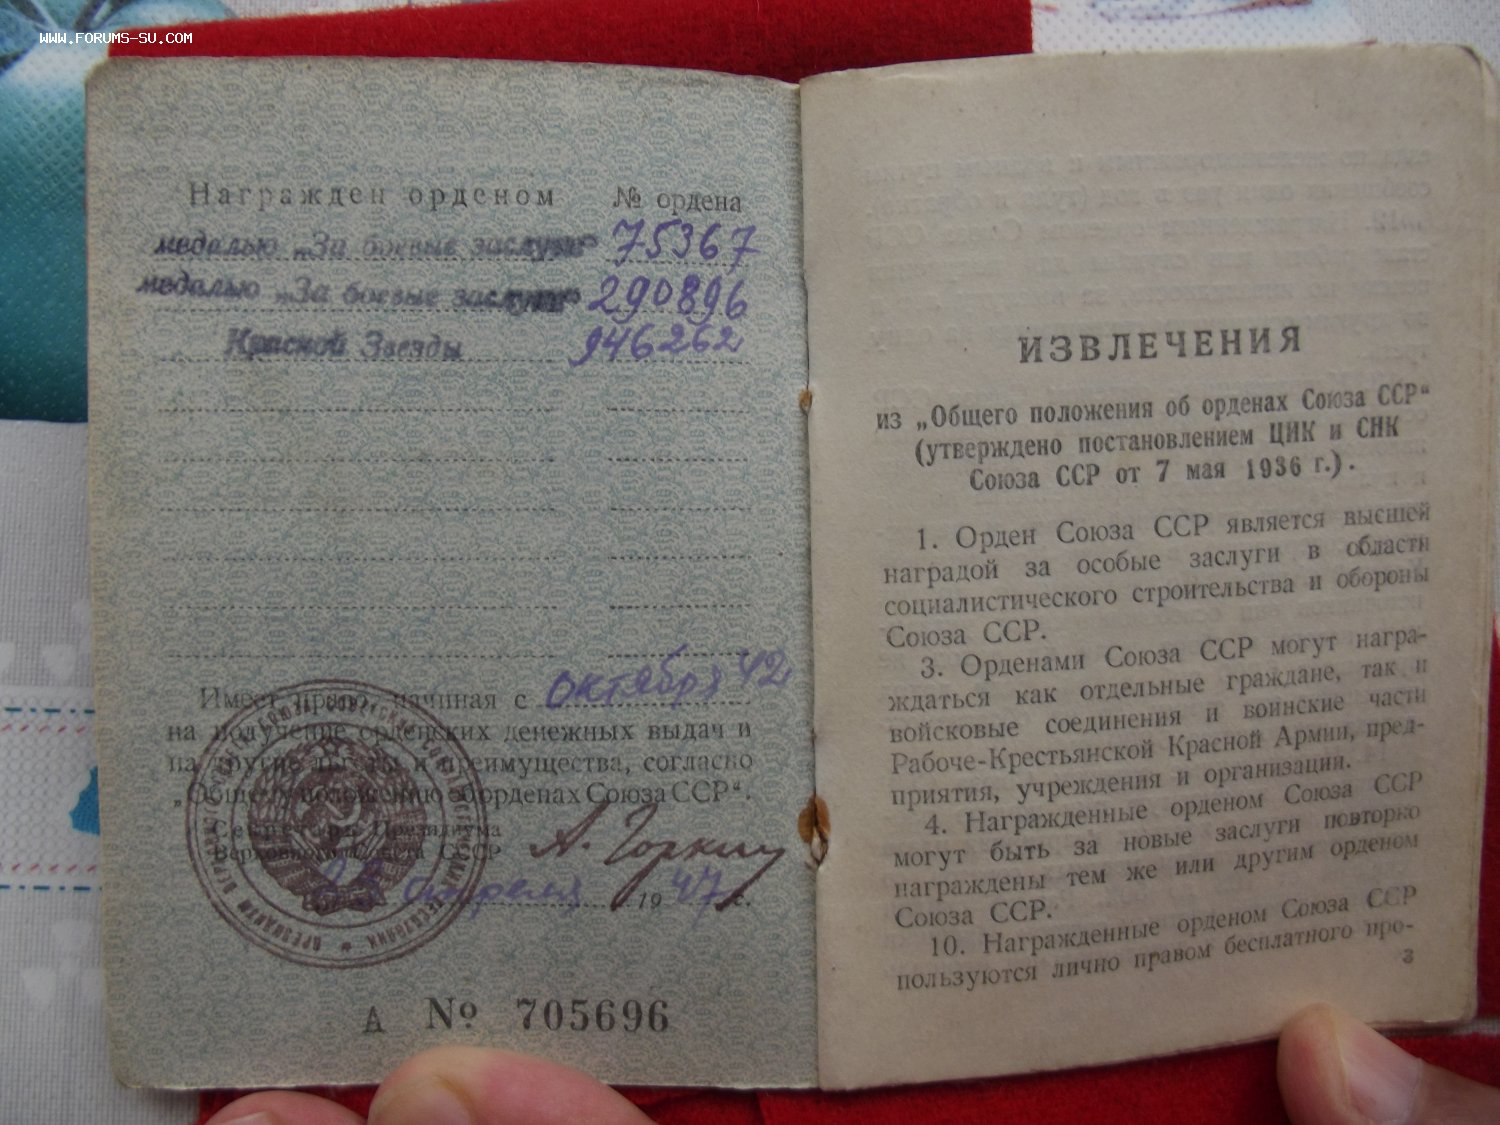 WWW.FORUMS-SU.COM
Награжден орденом № ордена
медалью „За боевые заслуги“ 75367
медалью „За боевые заслуги“ 290896
Красной Звезды 946262
Имеет право, начиная с октября 42
на получение орденских денежных выдач и
на другие льготы и преимущества, согласно
„Общему положению об орденах Союза ССР“.
Секретарь Президиума
Верховного Совета СССР А. Горкин
апреля 1947 г.
А № 705696
ИЗВЛЕЧЕНИЯ
из „Общего положения об орденах Союза ССР“
(утверждено постановлением ЦИК и СНК
Союза ССР от 7 мая 1936 г.).
1. Орден Союза ССР является высшей
наградой за особые заслуги в области
социалистического строительства и обороны
Союза ССР.
3. Орденами Союза ССР могут награ-
ждаться как отдельные граждане, так и
войсковые соединения и воинские части
Рабоче-Крестьянской Красной Армии, пред-
приятия, учреждения и организации.
4. Награжденные орденом Союза ССР
могут быть за новые заслуги повторно
награждены тем же или другим орденом
Союза ССР.
10. Награжденные орденом Союза ССР
пользуются лично правом бесплатного про-
3